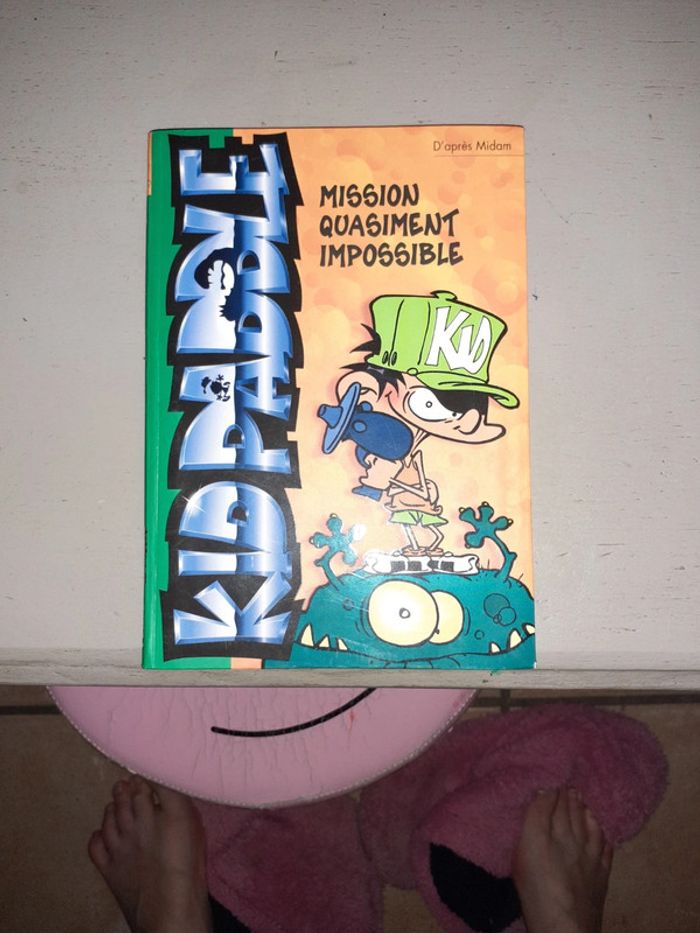 D'après Midam
MISSION
QUASIMENT
IMPOSSIBLE
KID PADDLE
KID